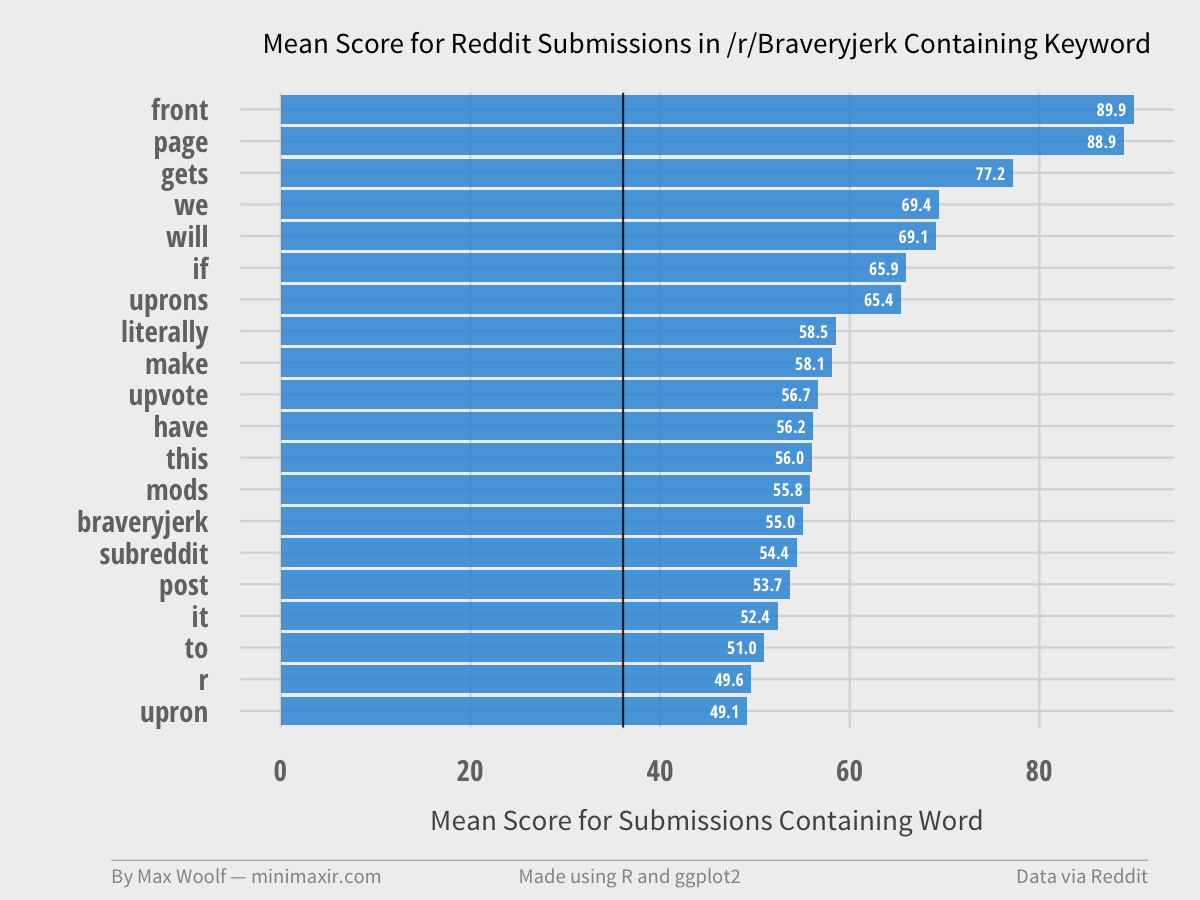 Mean Score for Reddit Submissions in /r/Braveryjerk Containing Keyword
front 89.9
page 88.9
gets 77.2
we 69.4
will 69.1
if 65.9
uprons 65.4
literally 58.5
make 58.1
upvote 56.7
have 56.2
this 56.0
mods 55.8
braveryjerk 55.0
subreddit 54.4
post 53.7
it 52.4
to 51.0
r 49.6
upron 49.1
0 20 40 60 80
Mean Score for Submissions Containing Word
By Max Woolf — minimaxir.com Made using R and ggplot2 Data via Reddit